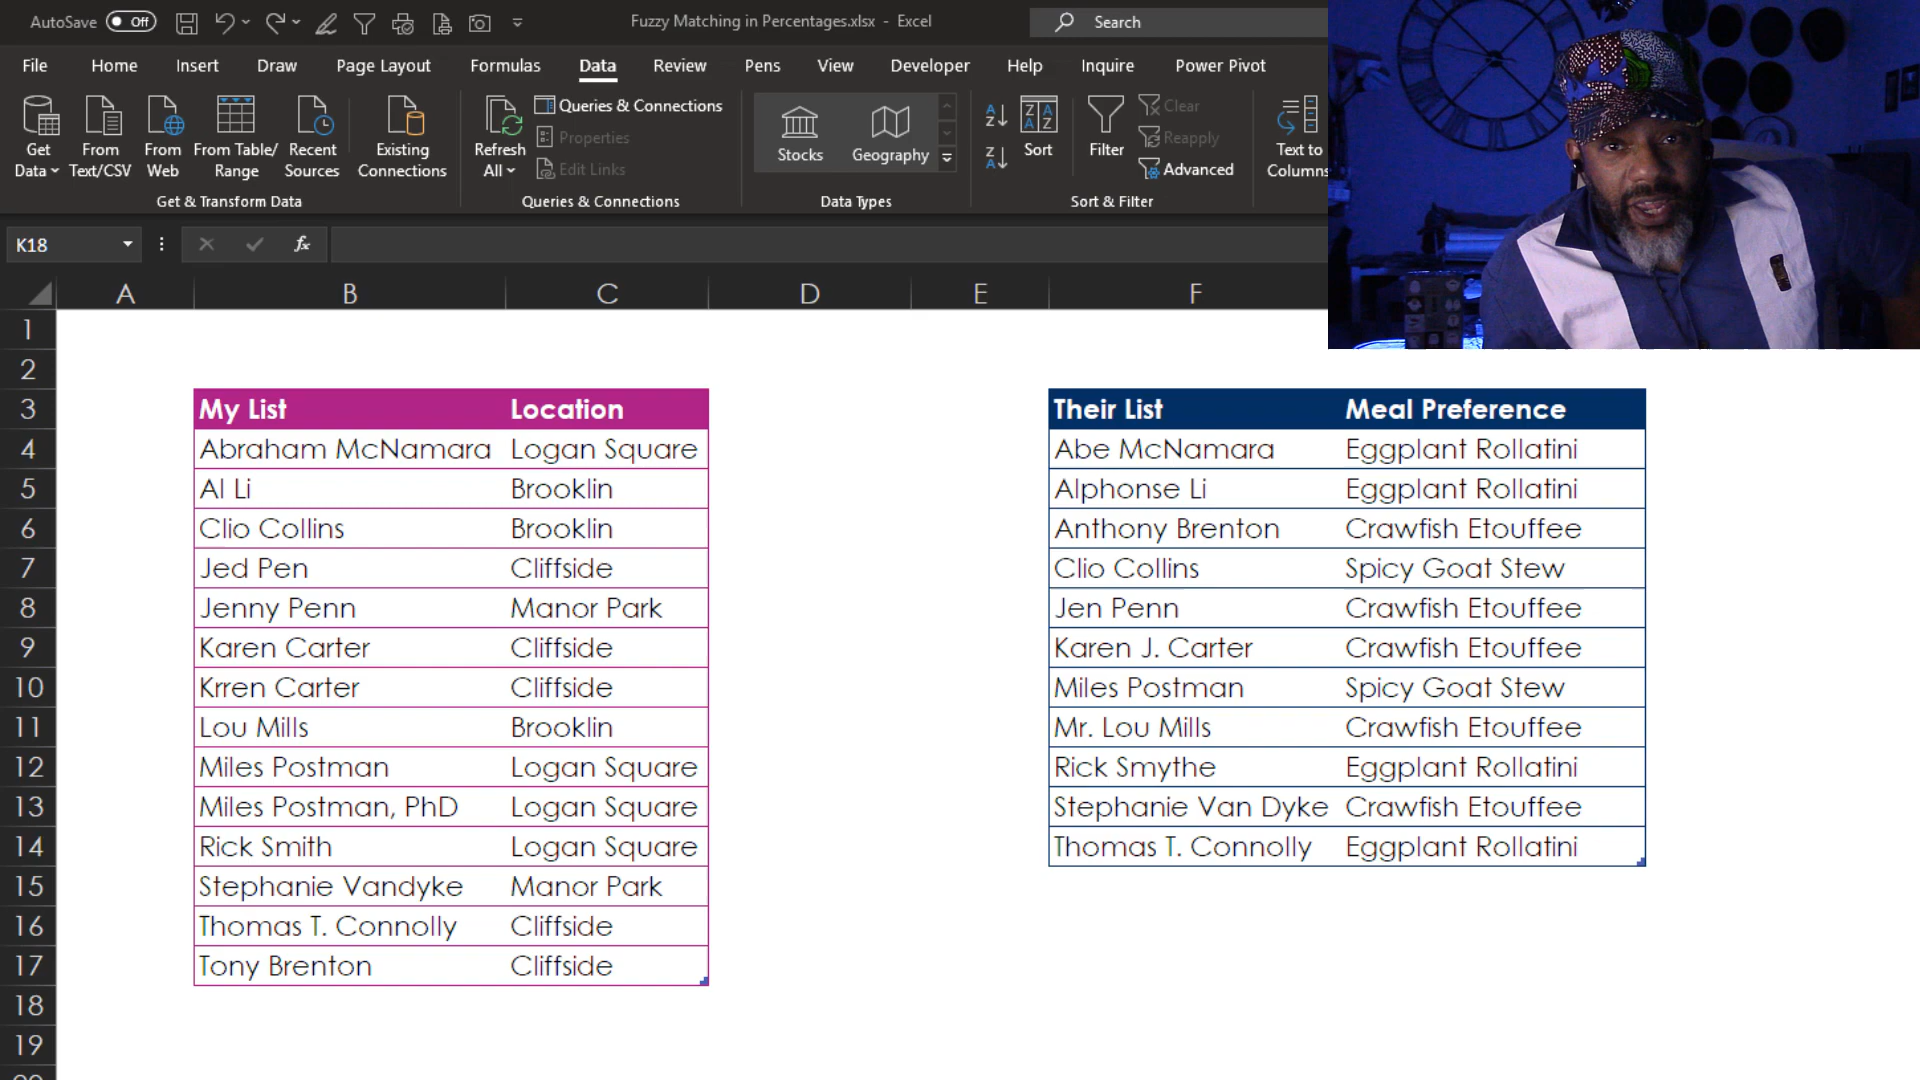 AutoSave Off
Fuzzy Matching in Percentages.xlsx - Excel
Search
File Home Insert Draw Page Layout Formulas Data Review Pens View Developer Help Inquire Power Pivot
Get Data
From Text/CSV
From Web
From Table/Range
Recent Sources
Existing Connections
Get & Transform Data
Refresh All
Queries & Connections
Properties
Edit Links
Queries & Connections
Stocks
Geography
Data Types
Sort
Filter
Clear
Reapply
Advanced
Sort & Filter
Text to Columns
K18 fx
A B C D E F
1
2
3 My List Location Their List Meal Preference
4 Abraham McNamara Logan Square Abe McNamara Eggplant Rollatini
5 Al Li Brooklin Alphonse Li Eggplant Rollatini
6 Clio Collins Brooklin Anthony Brenton Crawfish Etouffee
7 Jed Pen Cliffside Clio Collins Spicy Goat Stew
8 Jenny Penn Manor Park Jen Penn Crawfish Etouffee
9 Karen Carter Cliffside Karen J. Carter Crawfish Etouffee
10 Krren Carter Cliffside Miles Postman Spicy Goat Stew
11 Lou Mills Brooklin Mr. Lou Mills Crawfish Etouffee
12 Miles Postman Logan Square Rick Smythe Eggplant Rollatini
13 Miles Postman, PhD Logan Square Stephanie Van Dyke Crawfish Etouffee
14 Rick Smith Logan Square Thomas T. Connolly Eggplant Rollatini
15 Stephanie Vandyke Manor Park
16 Thomas T. Connolly Cliffside
17 Tony Brenton Cliffside
18
19